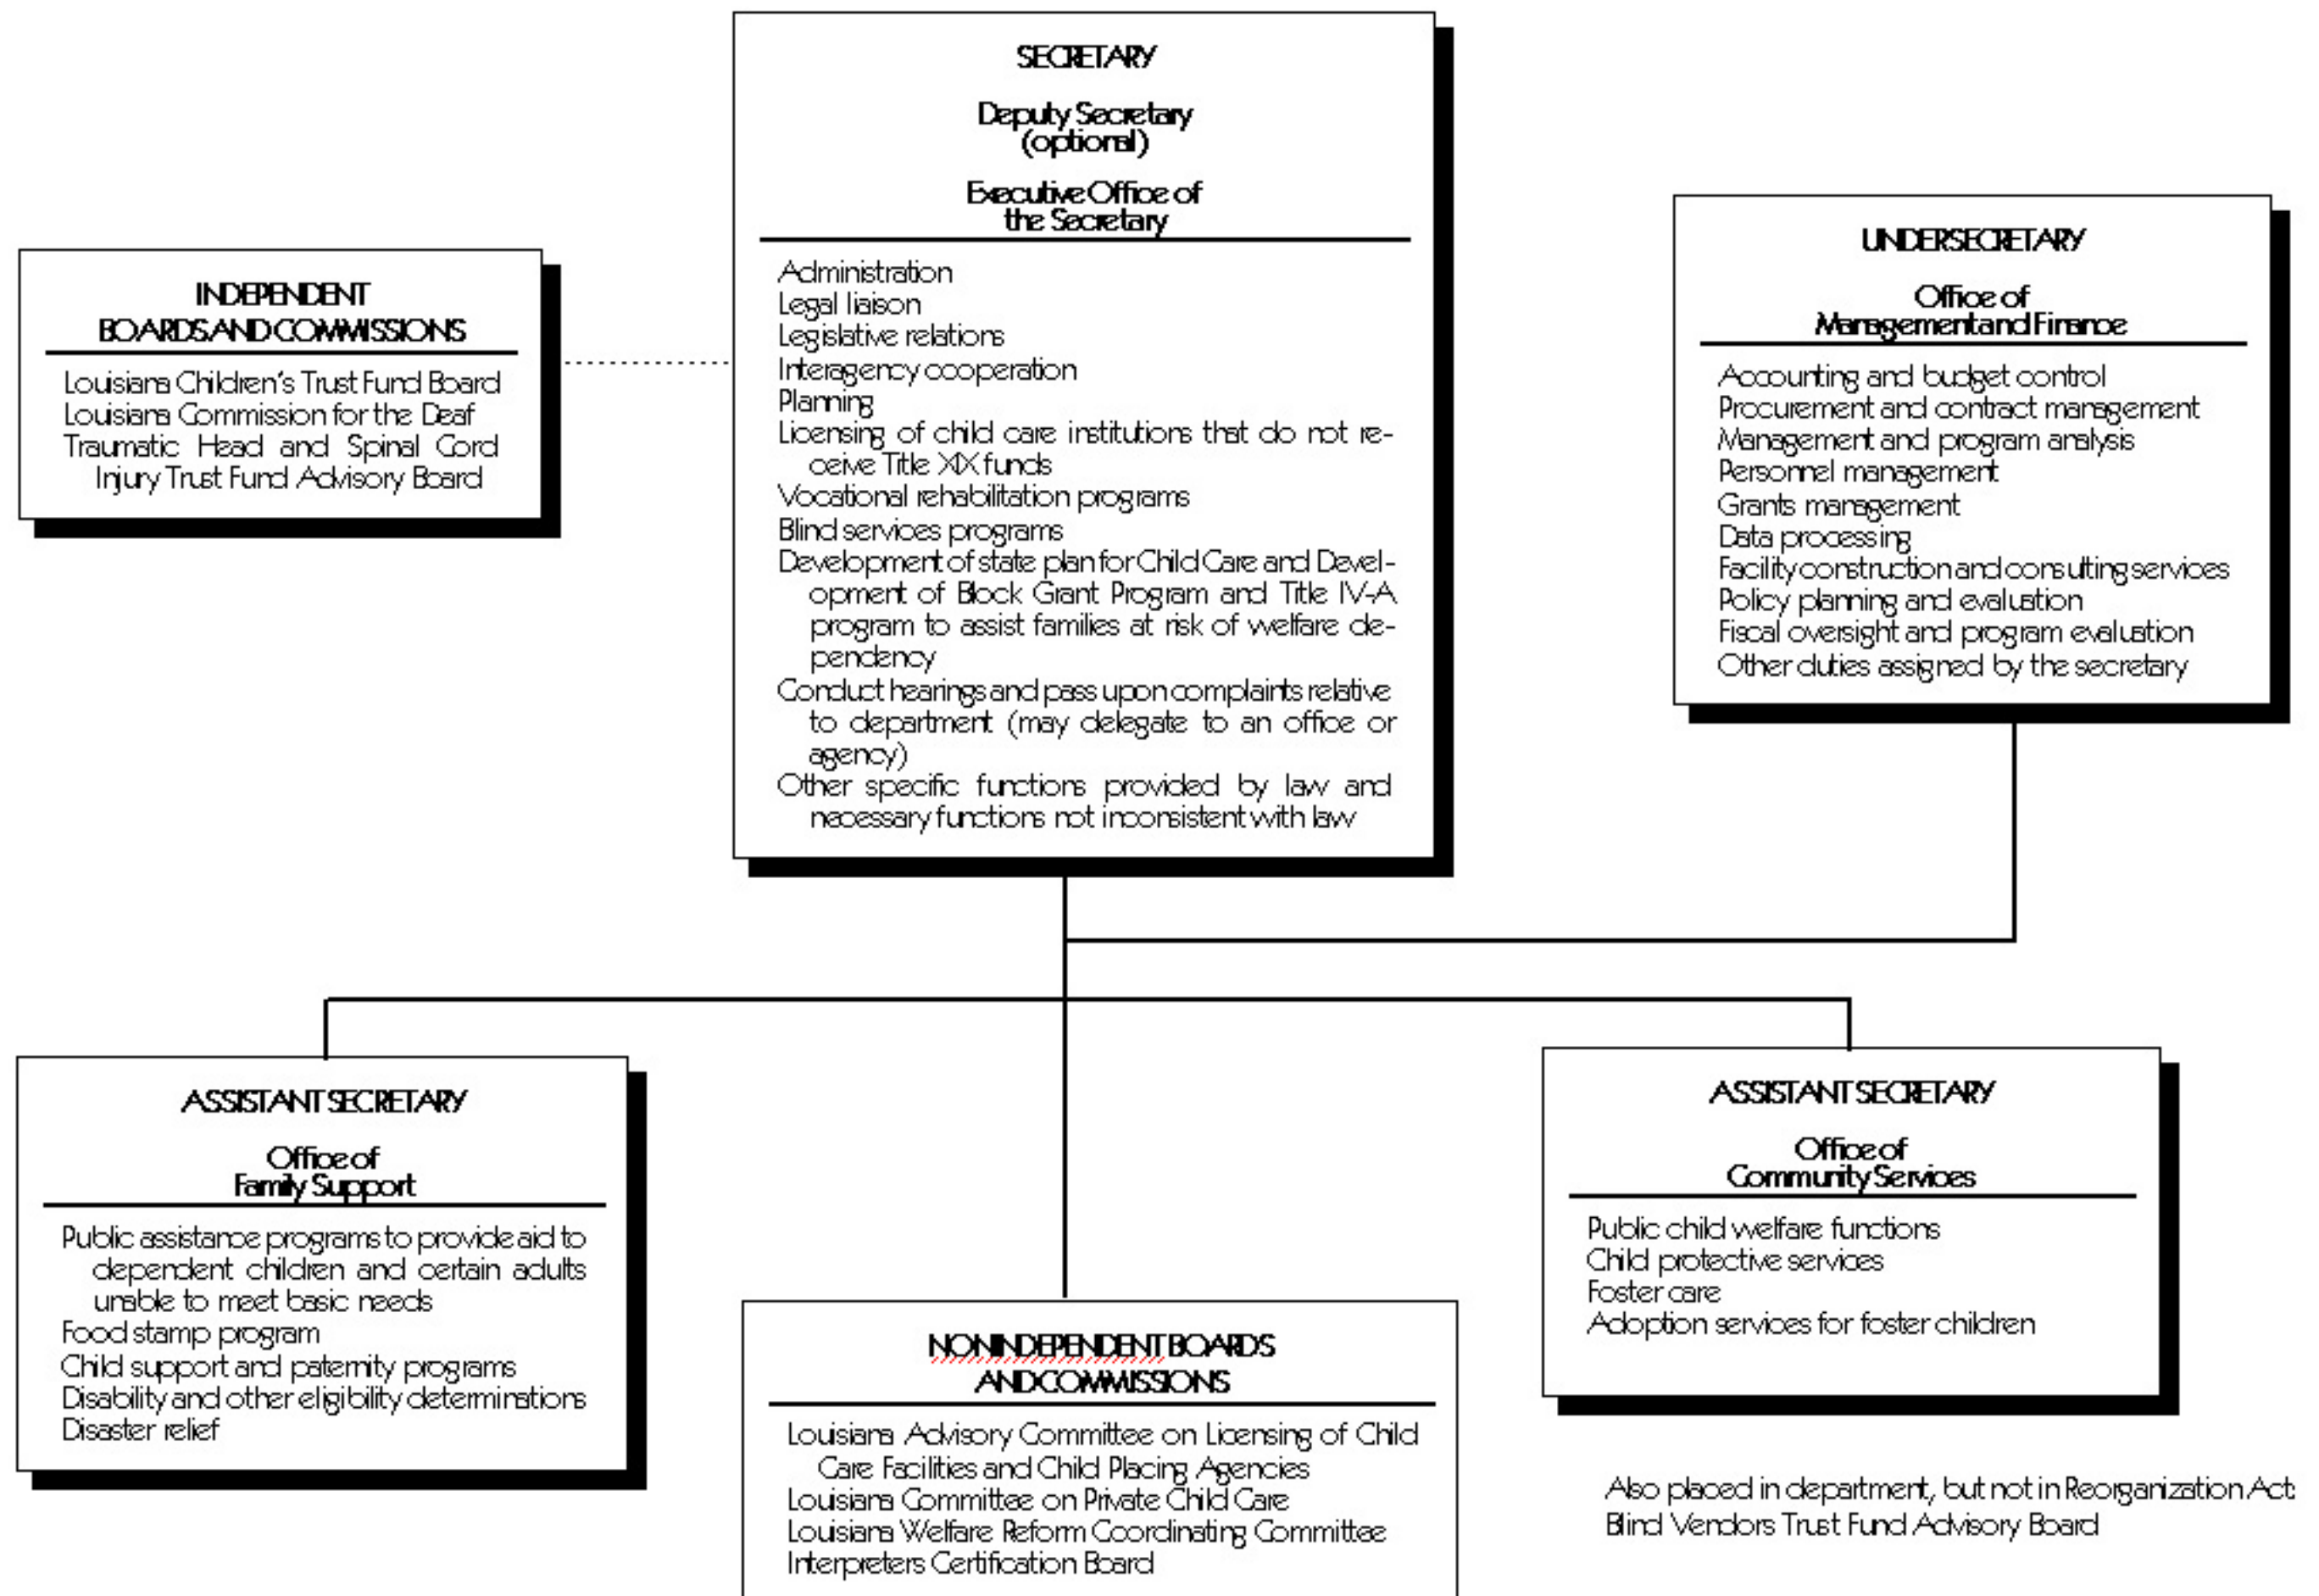 SECRETARY
Deputy Secretary
(optional)
Executive Office of
the Secretary
Administration
Legal liaison
Legislative relations
Interagency cooperation
Planning
Licensing of child care institutions that do not re-
ceive Title XIX funds
Vocational rehabilitation programs
Blind services programs
Development of state plan for Child Care and Devel-
opment of Block Grant Program and Title IV-A
program to assist families at risk of welfare de-
pendency
Conduct hearings and pass upon complaints relative
to department (may delegate to an office or
agency)
Other specific functions provided by law and
necessary functions not inconsistent with law
INDEPENDENT
BOARDS AND COMMISSIONS
Louisiana Children's Trust Fund Board
Louisiana Commission for the Deaf
Traumatic Head and Spinal Cord
Injury Trust Fund Advisory Board
UNDERSECRETARY
Office of
Management and Finance
Accounting and budget control
Procurement and contract management
Management and program analysis
Personnel management
Grants management
Data processing
Facility construction and consulting services
Policy planning and evaluation
Fiscal oversight and program evaluation
Other duties assigned by the secretary
ASSISTANT SECRETARY
Office of
Family Support
Public assistance programs to provide aid to
dependent children and certain adults
unable to meet basic needs
Food stamp program
Child support and paternity programs
Disability and other eligibility determinations
Disaster relief
NONINDEPENDENT BOARDS
AND COMMISSIONS
Louisiana Advisory Committee on Licensing of Child
Care Facilities and Child Placing Agencies
Louisiana Committee on Private Child Care
Louisiana Welfare Reform Coordinating Committee
Interpreters Certification Board
ASSISTANT SECRETARY
Office of
Community Services
Public child welfare functions
Child protective services
Foster care
Adoption services for foster children
Also placed in department, but not in Reorganization Act:
Blind Vendors Trust Fund Advisory Board